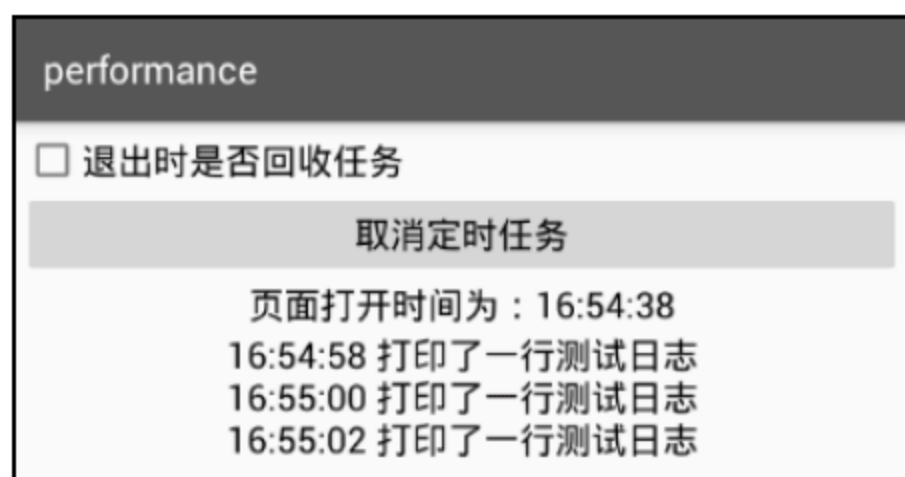 performance
退出时是否回收任务
取消定时任务
页面打开时间为：16:54:38
16:54:58 打印了一行测试日志
16:55:00 打印了一行测试日志
16:55:02 打印了一行测试日志